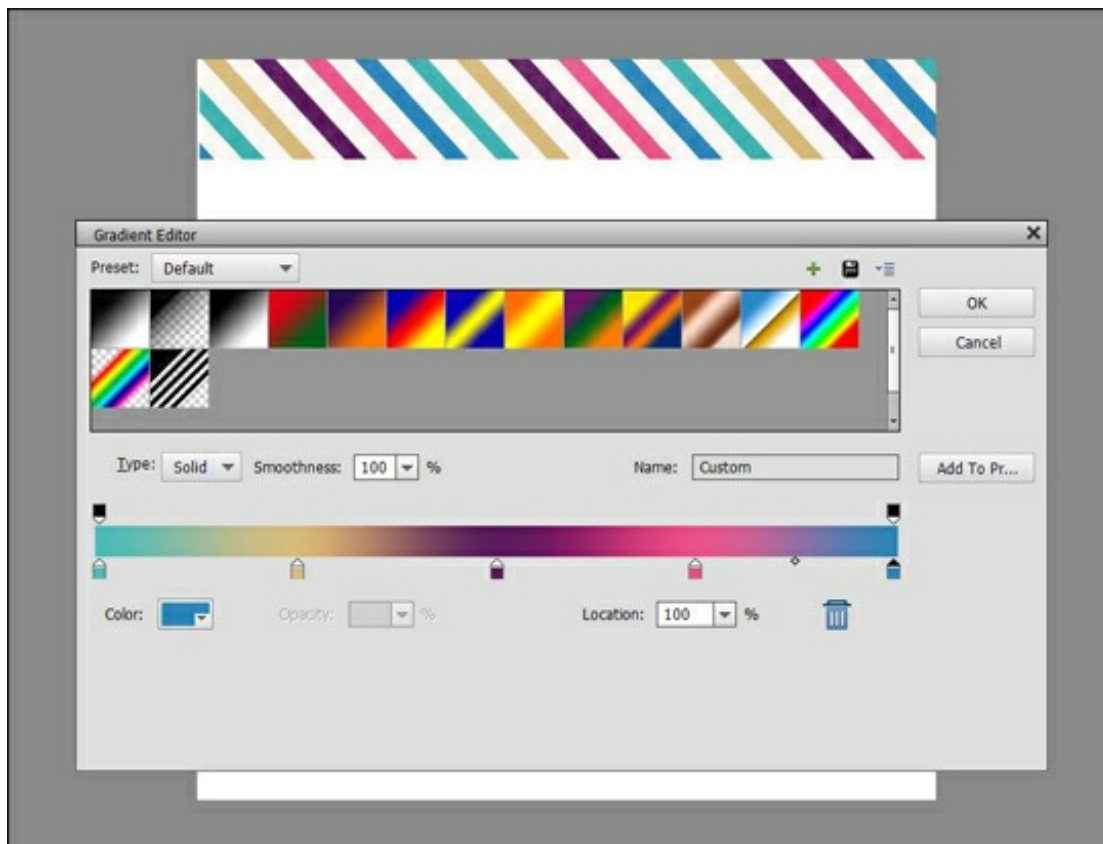 Gradient Editor
Preset: Default
OK
Cancel
Type: Solid Smoothness: 100 % Name: Custom Add To Pr...
Color: Opacity: % Location: 100 %